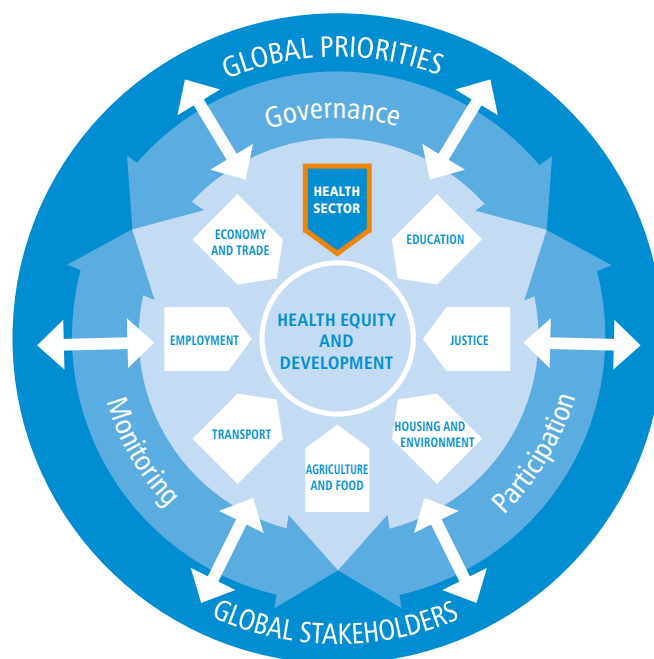 GLOBAL PRIORITIES
Governance
HEALTH
SECTOR
ECONOMY
AND TRADE
EDUCATION
EMPLOYMENT
HEALTH EQUITY
AND
DEVELOPMENT
JUSTICE
TRANSPORT
HOUSING AND
ENVIRONMENT
AGRICULTURE
AND FOOD
Monitoring
Participation
GLOBAL STAKEHOLDERS